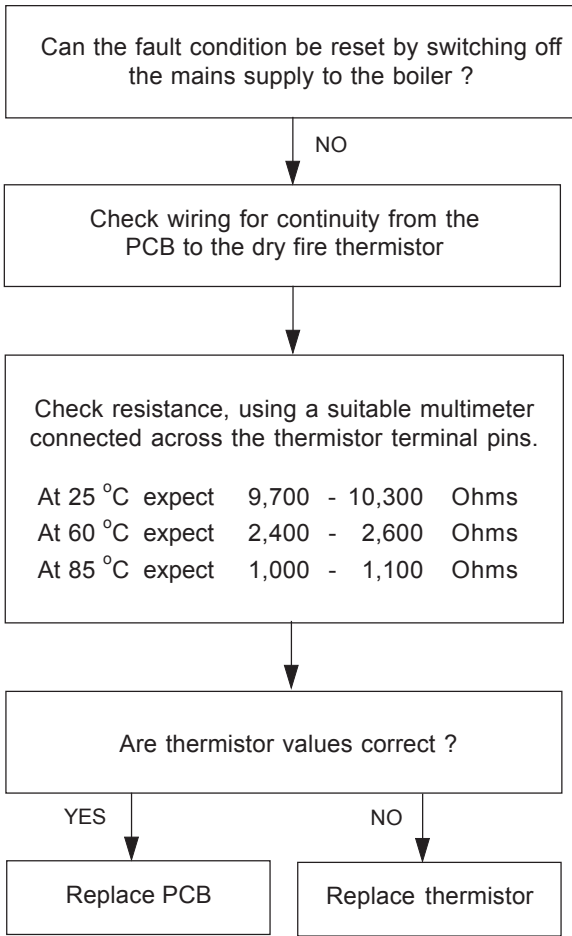 Can the fault condition be reset by switching off
the mains supply to the boiler ?
NO
Check wiring for continuity from the
PCB to the dry fire thermistor
Check resistance, using a suitable multimeter
connected across the thermistor terminal pins.
At 25 °C expect 9,700 - 10,300 Ohms
At 60 °C expect 2,400 - 2,600 Ohms
At 85 °C expect 1,000 - 1,100 Ohms
Are thermistor values correct ?
YES NO
Replace PCB Replace thermistor